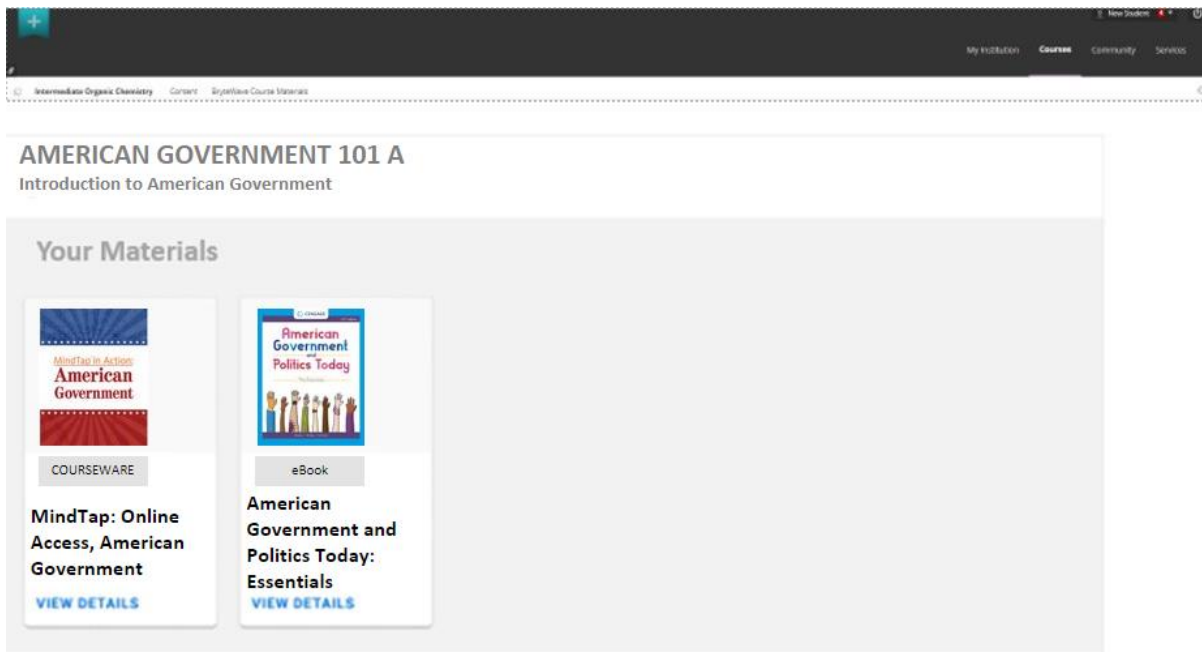 +
New Student 4
My Institution Courses Community Services
Intermediate Organic Chemistry Content BryteWave Course Materials
AMERICAN GOVERNMENT 101 A
Introduction to American Government
Your Materials
MindTap in Action:
American
Government
COURSEWARE
MindTap: Online
Access, American
Government
VIEW DETAILS
CENGAGE
American
Government
and
Politics Today
eBook
American
Government and
Politics Today:
Essentials
VIEW DETAILS